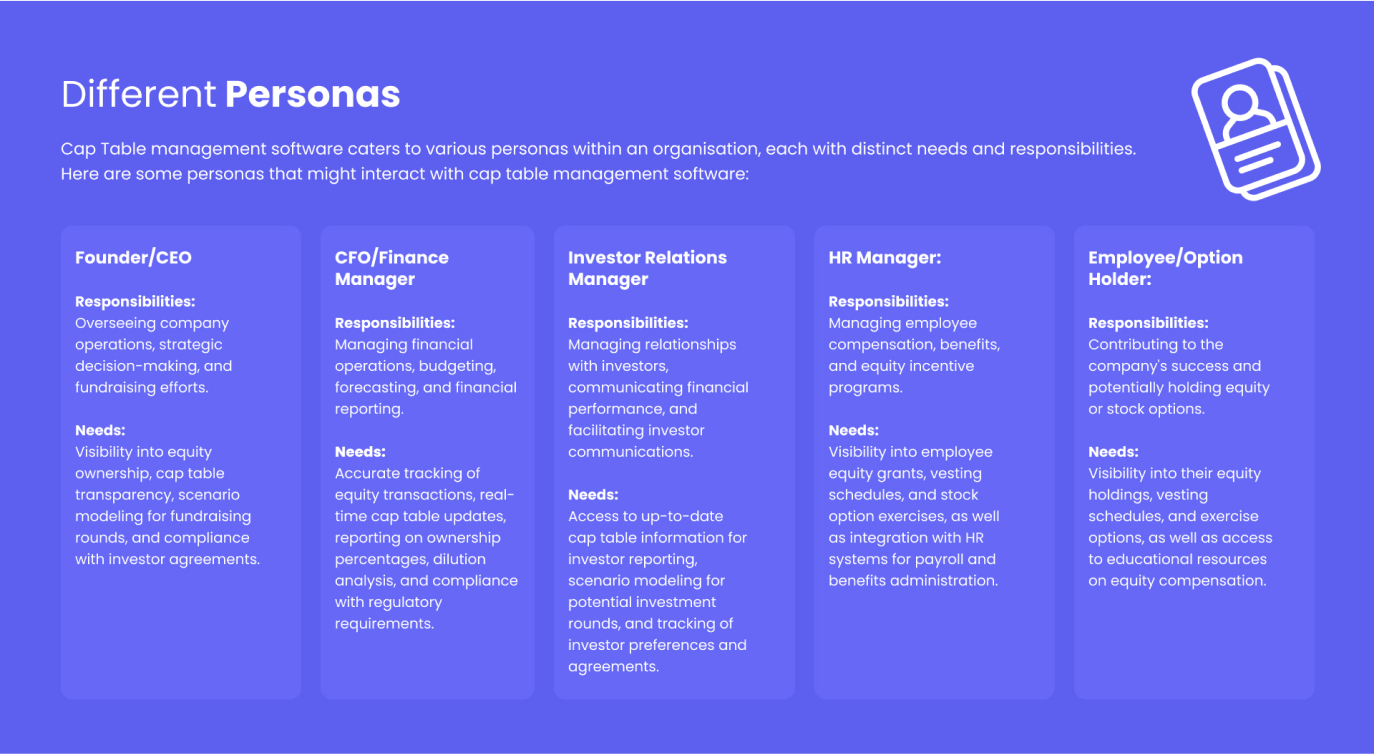 Different Personas
Cap Table management software caters to various personas within an organisation, each with distinct needs and responsibilities.
Here are some personas that might interact with cap table management software:
Founder/CEO
Responsibilities:
Overseeing company
operations, strategic
decision-making, and
fundraising efforts.
Needs:
Visibility into equity
ownership, cap table
transparency, scenario
modeling for fundraising
rounds, and compliance
with investor agreements.
CFO/Finance
Manager
Responsibilities:
Managing financial
operations, budgeting,
forecasting, and financial
reporting.
Needs:
Accurate tracking of
equity transactions, real-
time cap table updates,
reporting on ownership
percentages, dilution
analysis, and compliance
with regulatory
requirements.
Investor Relations
Manager
Responsibilities:
Managing relationships
with investors,
communicating financial
performance, and
facilitating investor
communications.
Needs:
Access to up-to-date
cap table information for
investor reporting,
scenario modeling for
potential investment
rounds, and tracking of
investor preferences and
agreements.
HR Manager:
Responsibilities:
Managing employee
compensation, benefits,
and equity incentive
programs.
Needs:
Visibility into employee
equity grants, vesting
schedules, and stock
option exercises, as well
as integration with HR
systems for payroll and
benefits administration.
Employee/Option
Holder:
Responsibilities:
Contributing to the
company's success and
potentially holding equity
or stock options.
Needs:
Visibility into their equity
holdings, vesting
schedules, and exercise
options, as well as access
to educational resources
on equity compensation.